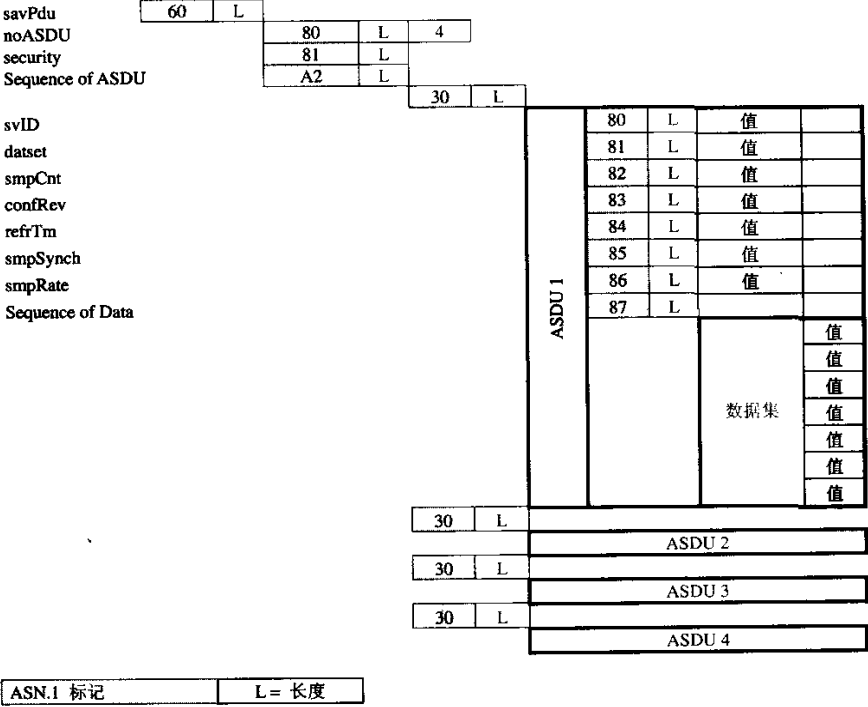 savPdu 60 L
noASDU 80 L 4
security 81 L
Sequence of ASDU A2 L
30 L
svID 80 L 值
datset 81 L 值
smpCnt 82 L 值
confRev 83 L 值
refrTm 84 L 值
smpSynch 85 L 值
smpRate 86 L 值
Sequence of Data 87 L
ASDU 1
值
值
值
数据集 值
值
值
值
30 L
ASDU 2
30 L
ASDU 3
30 L
ASDU 4
ASN.1 标记 L= 长度